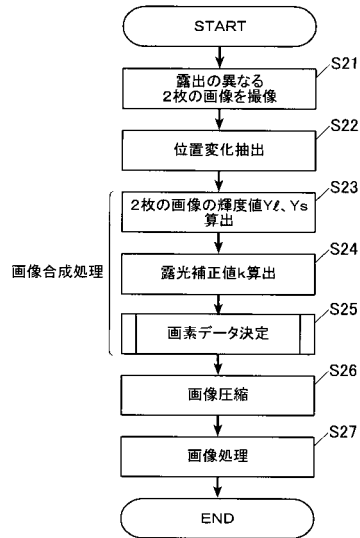 START
S21
露出の異なる
2枚の画像を撮像
S22
位置変化抽出
S23
2枚の画像の輝度値Yℓ、Ys
算出
画像合成処理
S24
露光補正値k算出
S25
画素データ決定
S26
画像圧縮
S27
画像処理
END